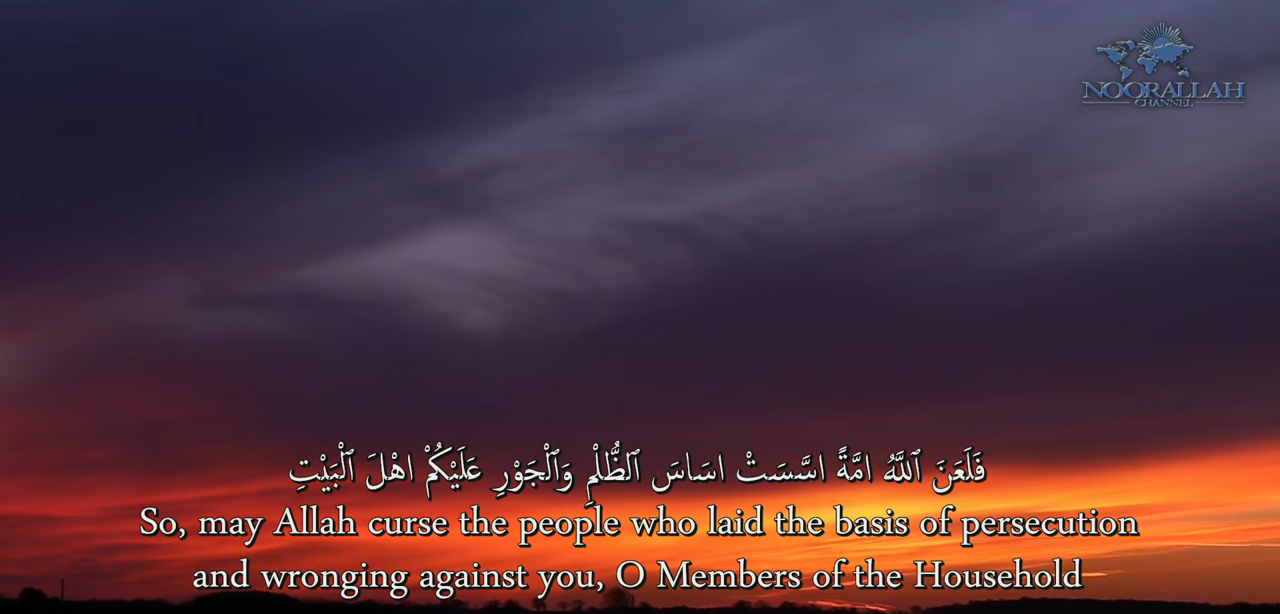 NOORALLAH
CHANNEL
فَلَعَنَ ٱللَّهُ امَّةً اسَّسَتْ اسَاسَ ٱلظُّلْمِ وَٱلْجَوْرِ عَلَيْكُمْ اهْلَ ٱلْبَيْتِ
So, may Allah curse the people who laid the basis of persecution
and wronging against you, O Members of the Household